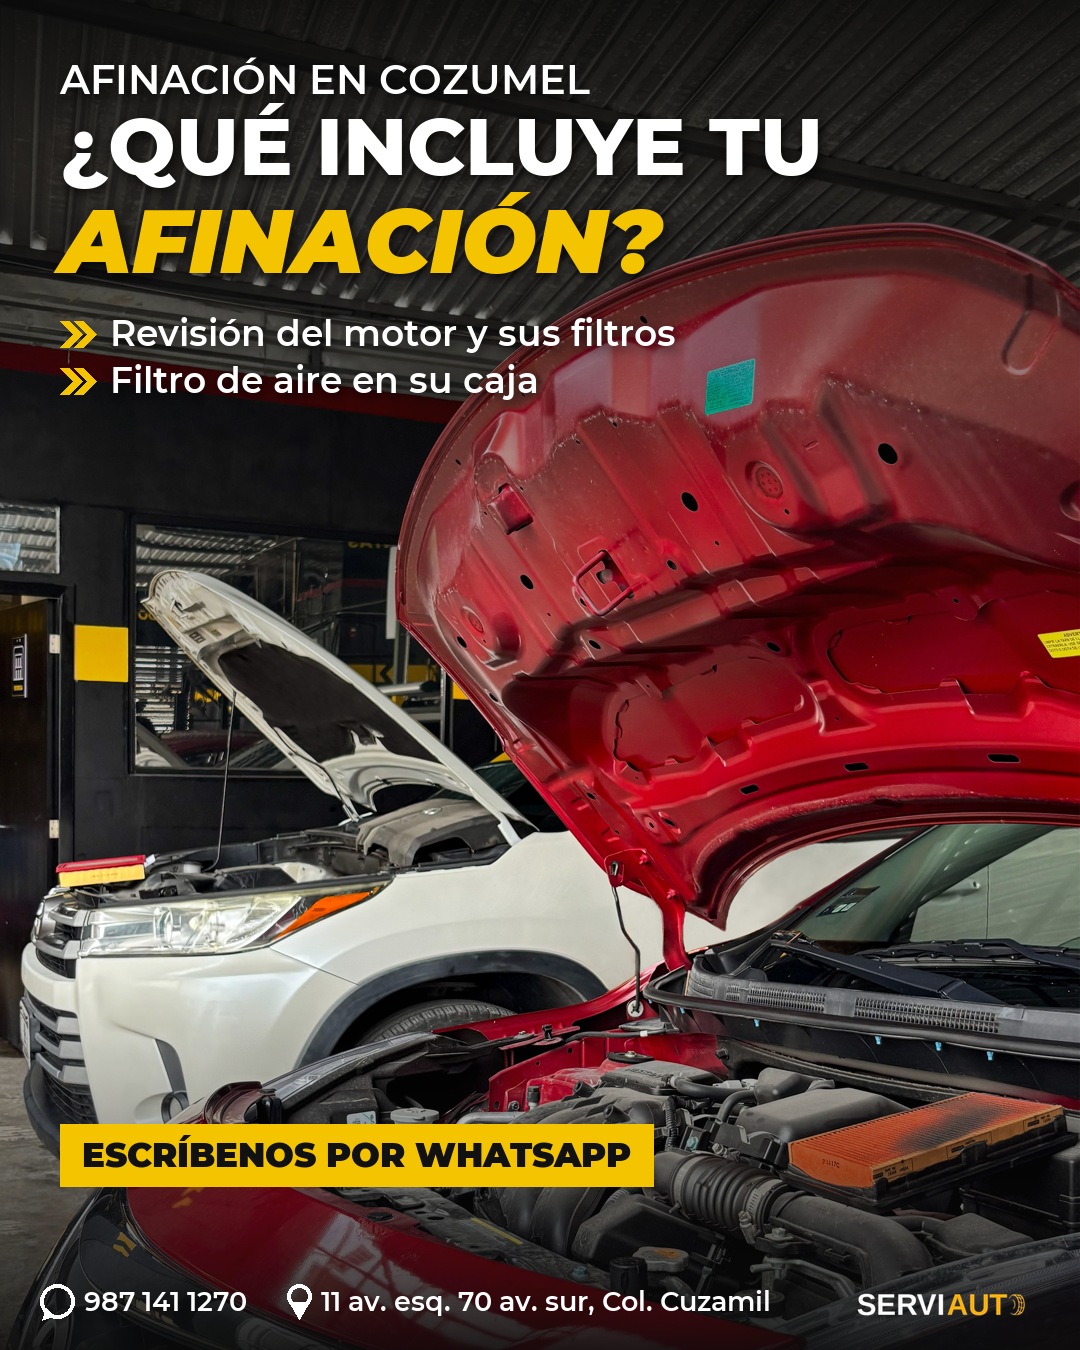 AFINACIÓN EN COZUMEL
¿QUÉ INCLUYE TU
AFINACIÓN?
Revisión del motor y sus filtros
Filtro de aire en su caja
ESCRÍBENOS POR WHATSAPP
987 141 1270
11 av. esq. 70 av. sur, Col. Cuzamil
SERVIAUTO